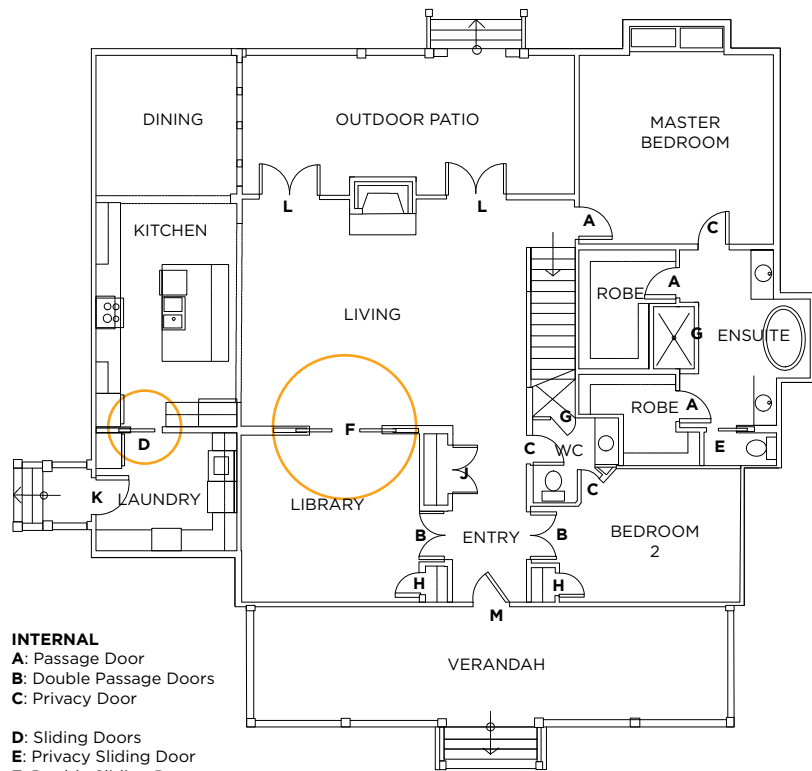 DINING
OUTDOOR PATIO
MASTER
BEDROOM
L
L
A
C
KITCHEN
ROBE
A
LIVING
G
ENSUITE
ROBE
A
G
D
F
C
WC
E
J
C
K
LAUNDRY
LIBRARY
B
ENTRY
B
BEDROOM
2
H
H
M
INTERNAL
A: Passage Door
B: Double Passage Doors
C: Privacy Door
VERANDAH
D: Sliding Doors
E: Privacy Sliding Door